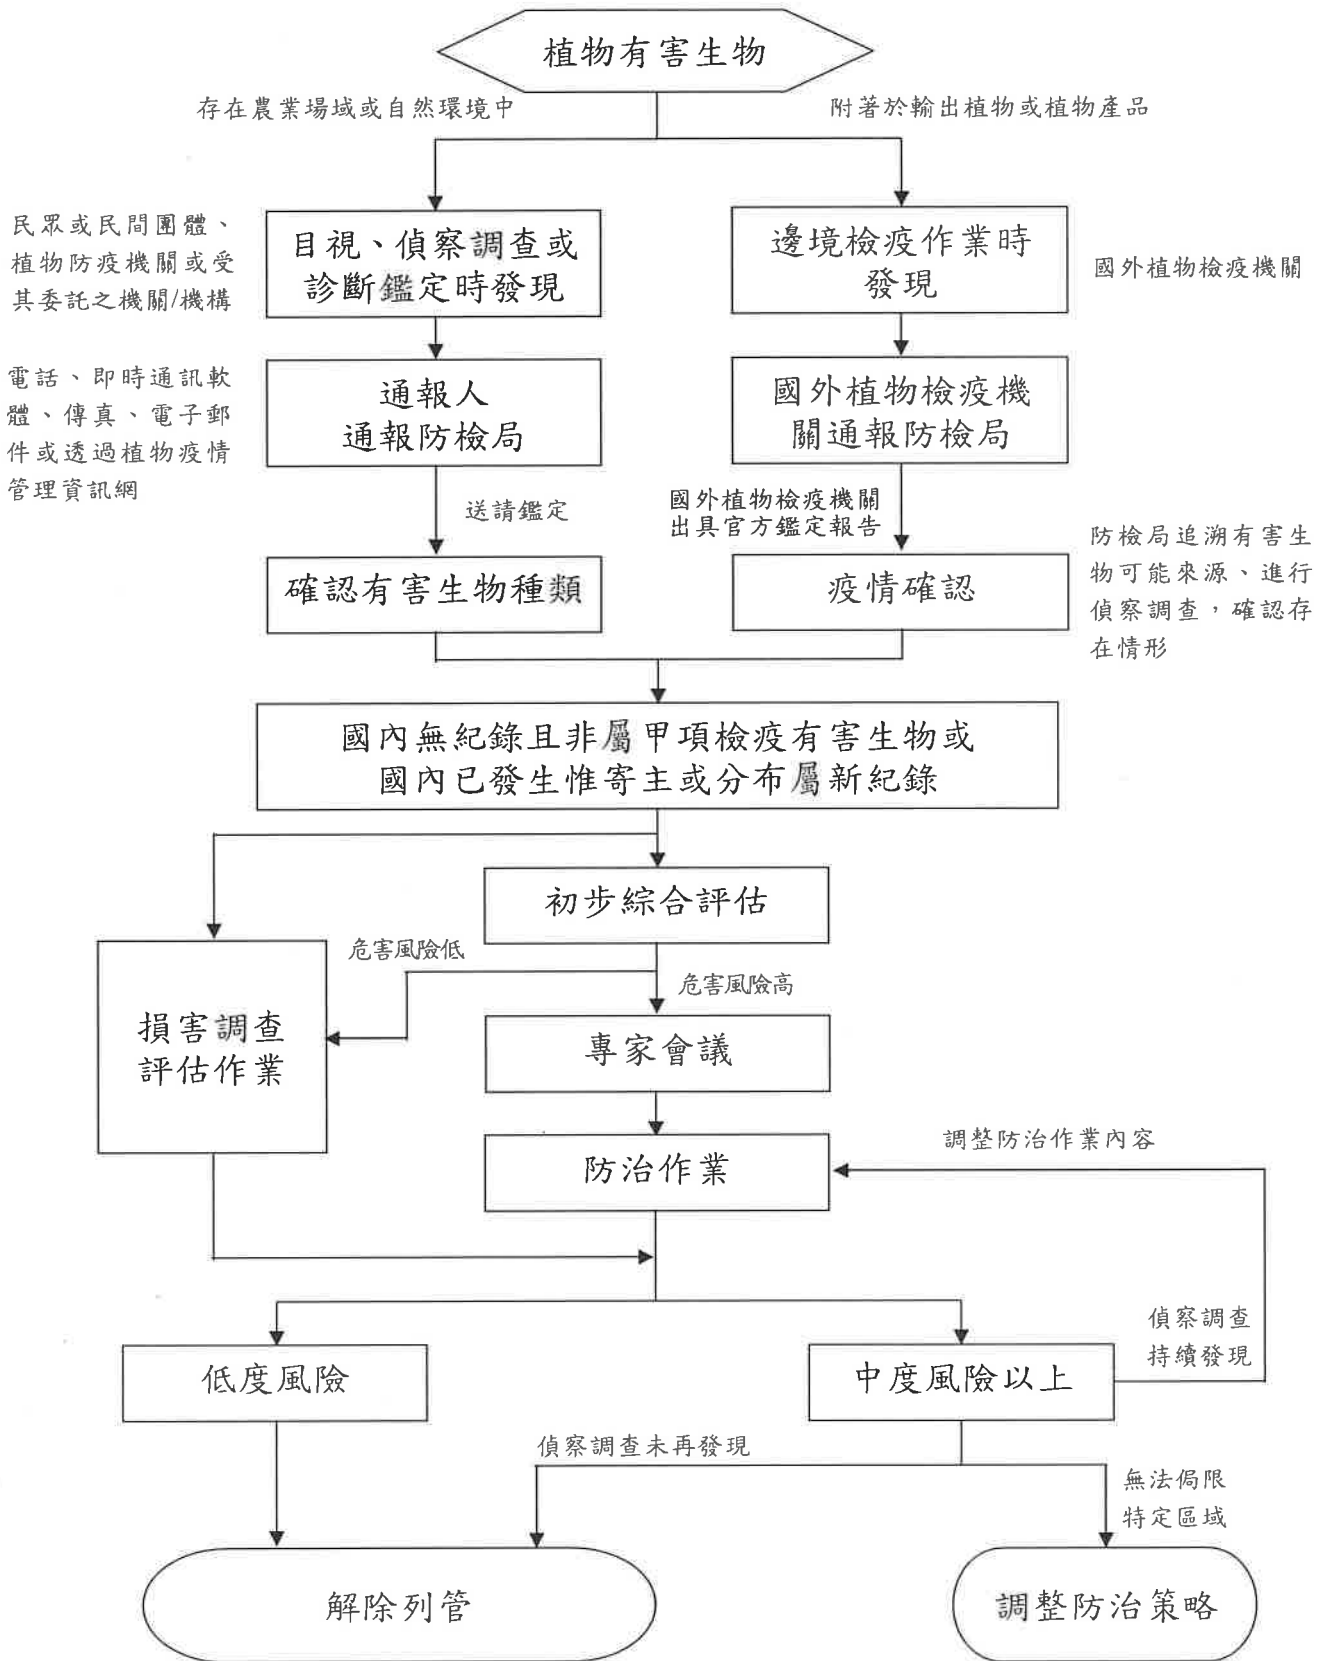 植物有害生物
存在農業場域或自然環境中
附著於輸出植物或植物產品
民眾或民間團體、
植物防疫機關或受
其委託之機關/機構
目視、偵察調查或
診斷鑑定時發現
邊境檢疫作業時
發現
國外植物檢疫機關
電話、即時通訊軟
體、傳真、電子郵
件或透過植物疫情
管理資訊網
通報人
通報防檢局
國外植物檢疫機
關通報防檢局
送請鑑定
國外植物檢疫機關
出具官方鑑定報告
確認有害生物種類
疫情確認
防檢局追溯有害生
物可能來源、進行
偵察調查，確認存
在情形
國內無紀錄且非屬甲項檢疫有害生物或
國內已發生惟寄主或分布屬新紀錄
初步綜合評估
危害風險低
危害風險高
損害調查
評估作業
專家會議
防治作業
調整防治作業內容
低度風險
中度風險以上
偵察調查
持續發現
偵察調查未再發現
無法侷限
特定區域
解除列管
調整防治策略